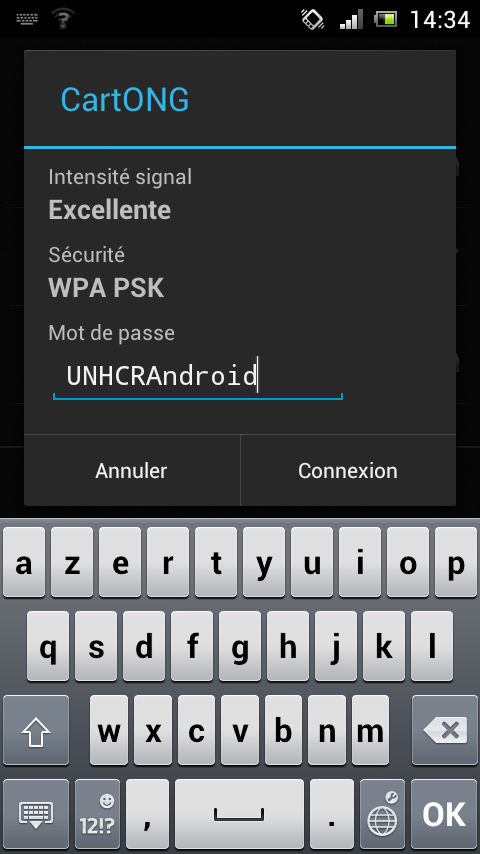 14:34
CartONG
Intensité signal
Excellente
Sécurité
WPA PSK
Mot de passe
UNHCRAndroid
Annuler Connexion
a z e r t y u i o p
q s d f g h j k l
w x c v b n m
12!? , . OK